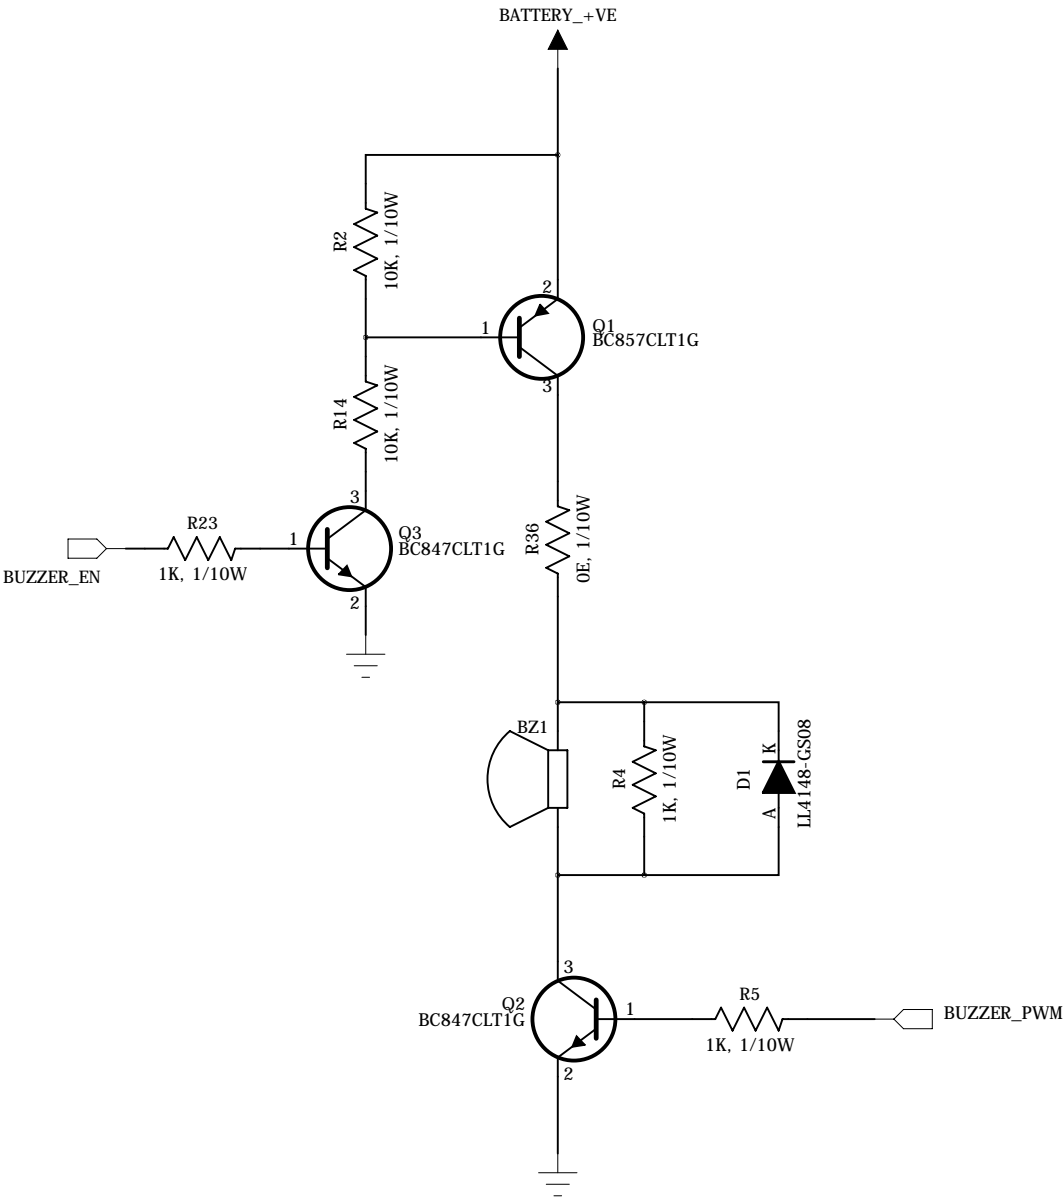 BATTERY_+VE
R2
10K, 1/10W
2
1
Q1
BC857CLT1G
3
R14
10K, 1/10W
3
R23
1
Q3
BC847CLT1G
1K, 1/10W
BUZZER_EN
2
R36
0E, 1/10W
BZ1
R4
1K, 1/10W
D1
K
A
LL4148-GS08
3
Q2
BC847CLT1G
1
R5
1K, 1/10W
BUZZER_PWM
2